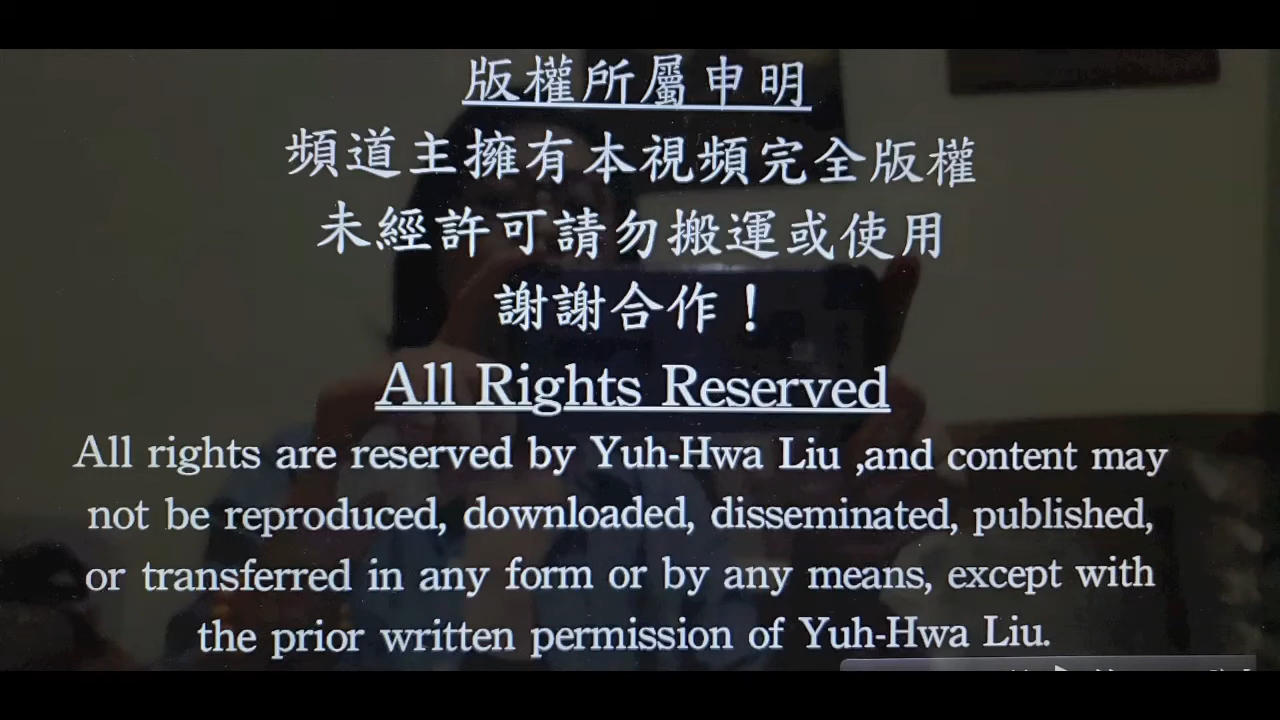 版權所屬申明
頻道主擁有本視頻完全版權
未經許可請勿搬運或使用
謝謝合作！
All Rights Reserved
All rights are reserved by Yuh-Hwa Liu ,and content may
not be reproduced, downloaded, disseminated, published,
or transferred in any form or by any means, except with
the prior written permission of Yuh-Hwa Liu.